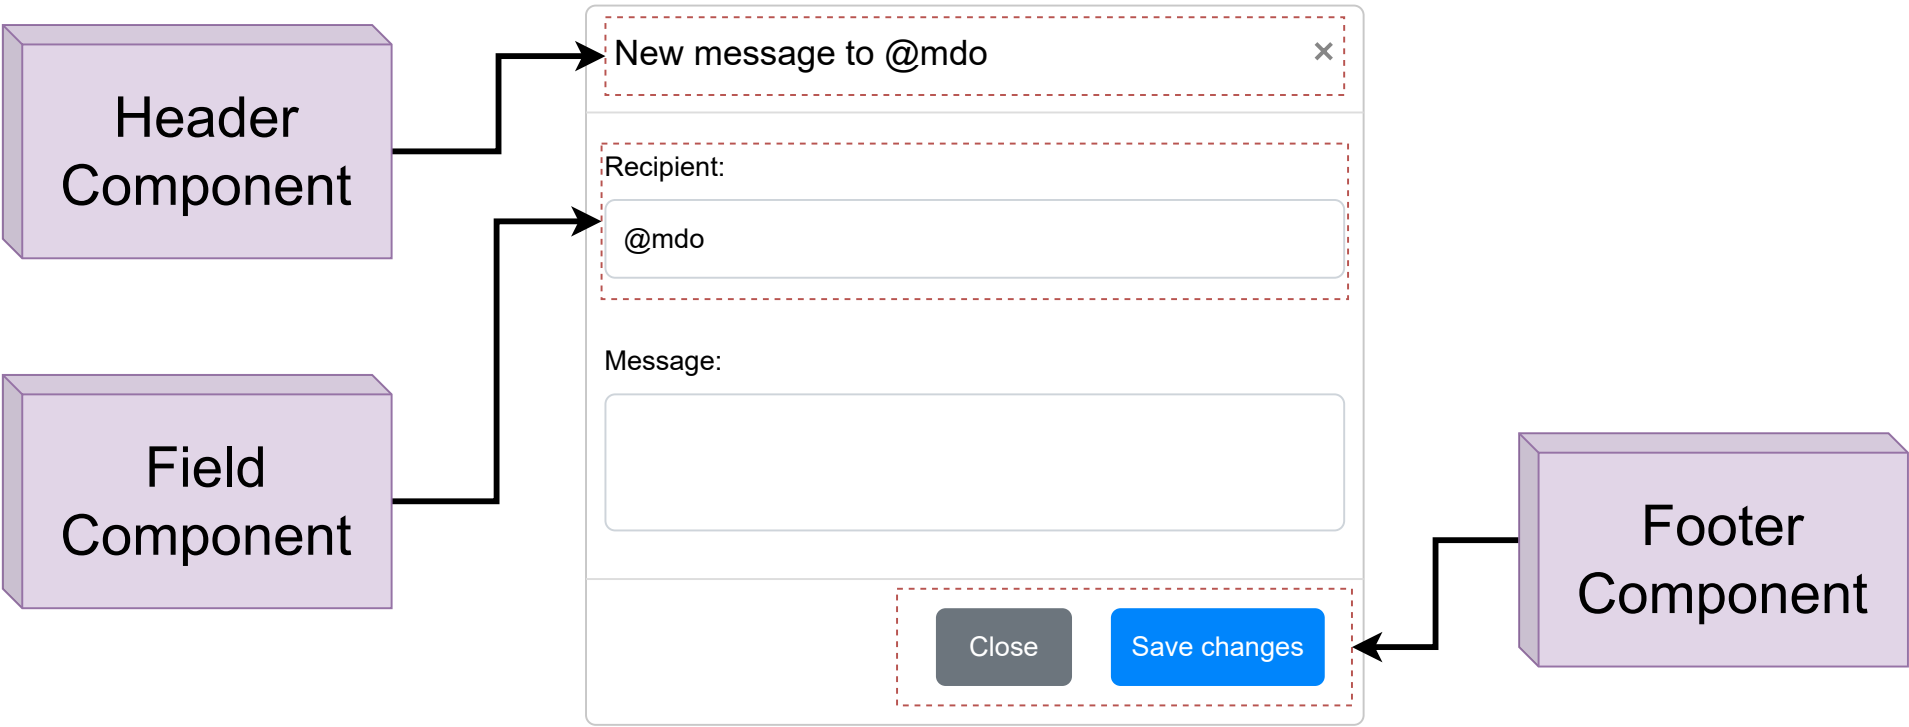 Header
Component
New message to @mdo
×
Recipient:
@mdo
Field
Component
Message:
Footer
Component
Close
Save changes